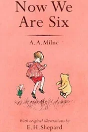 Now We
Are Six
A. A. Milne
With original illustrations by
E. H. Shepard